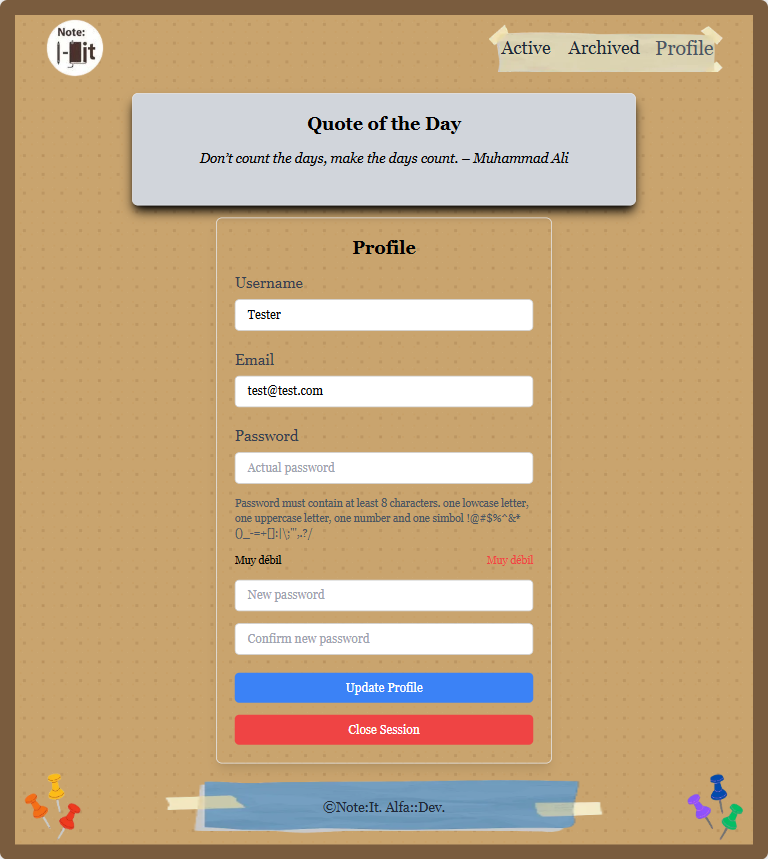 Note:
I-it
Active Archived Profile
Quote of the Day
Don't count the days, make the days count. – Muhammad Ali
Profile
Username
Tester
Email
test@test.com
Password
Actual password
Password must contain at least 8 characters. one lowcase letter,
one uppercase letter, one number and one simbol !@#$%^&*
()_-=+[]:|\;"',.?/
Muy débil Muy débil
New password
Confirm new password
Update Profile
Close Session
©Note:It. Alfa::Dev.